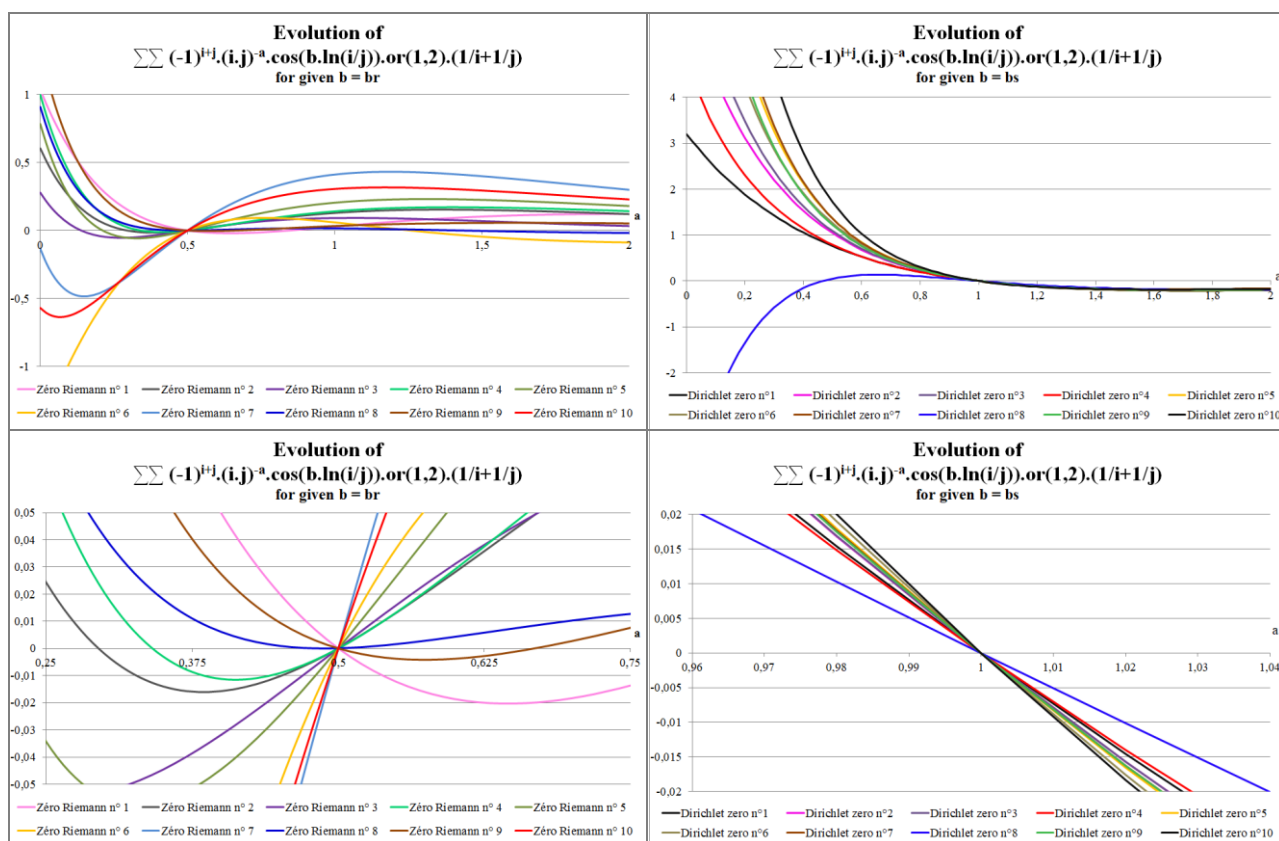 Evolution of
∑∑ (-1)i+j.(i.j)-a.cos(b.ln(i/j)).or(1,2).(1/i+1/j)
for given b = br
1
0,5
0
-0,5
-1
0 0,5 1 1,5 2
a
Zéro Riemann n° 1 Zéro Riemann n° 2 Zéro Riemann n° 3 Zéro Riemann n° 4 Zéro Riemann n° 5
Zéro Riemann n° 6 Zéro Riemann n° 7 Zéro Riemann n° 8 Zéro Riemann n° 9 Zéro Riemann n° 10
Evolution of
∑∑ (-1)i+j.(i.j)-a.cos(b.ln(i/j)).or(1,2).(1/i+1/j)
for given b = bs
4
3
2
1
0
-1
-2
0 0,2 0,4 0,6 0,8 1 1,2 1,4 1,6 1,8 2
a
Dirichlet zero n°1 Dirichlet zero n°2 Dirichlet zero n°3 Dirichlet zero n°4 Dirichlet zero n°5
Dirichlet zero n°6 Dirichlet zero n°7 Dirichlet zero n°8 Dirichlet zero n°9 Dirichlet zero n°10
Evolution of
∑∑ (-1)i+j.(i.j)-a.cos(b.ln(i/j)).or(1,2).(1/i+1/j)
for given b = br
0,05
0,04
0,03
0,02
0,01
0
-0,01
-0,02
-0,03
-0,04
-0,05
0,25 0,375 0,5 0,625 0,75
a
Zéro Riemann n° 1 Zéro Riemann n° 2 Zéro Riemann n° 3 Zéro Riemann n° 4 Zéro Riemann n° 5
Zéro Riemann n° 6 Zéro Riemann n° 7 Zéro Riemann n° 8 Zéro Riemann n° 9 Zéro Riemann n° 10
Evolution of
∑∑ (-1)i+j.(i.j)-a.cos(b.ln(i/j)).or(1,2).(1/i+1/j)
for given b = bs
0,02
0,015
0,01
0,005
0
-0,005
-0,01
-0,015
-0,02
0,96 0,97 0,98 0,99 1 1,01 1,02 1,03 1,04
a
Dirichlet zero n°1 Dirichlet zero n°2 Dirichlet zero n°3 Dirichlet zero n°4 Dirichlet zero n°5
Dirichlet zero n°6 Dirichlet zero n°7 Dirichlet zero n°8 Dirichlet zero n°9 Dirichlet zero n°10